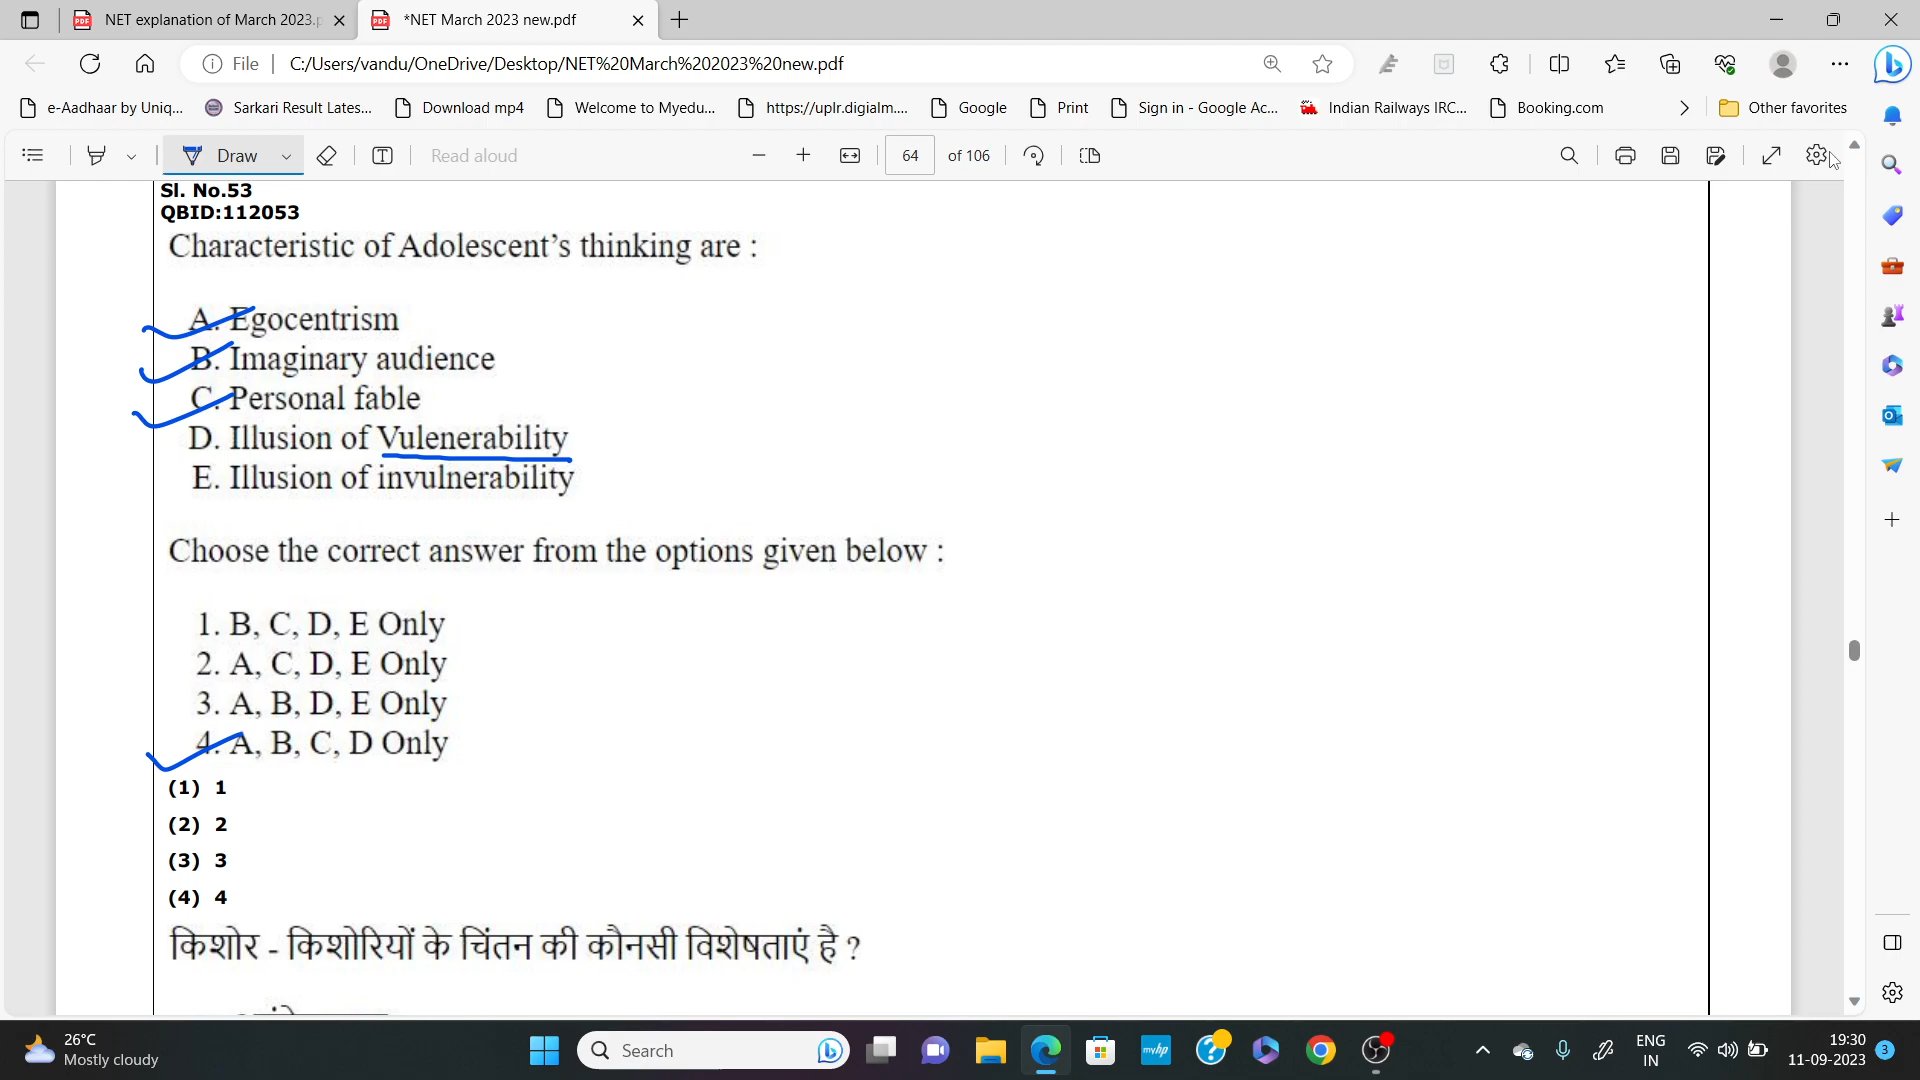 NET explanation of March 2023.p
*NET March 2023 new.pdf
File
C:/Users/vandu/OneDrive/Desktop/NET%20March%202023%20new.pdf
e-Aadhaar by Uniq...
Sarkari Result Lates...
Download mp4
Welcome to Myedu...
https://uplr.digialm....
Google
Print
Sign in - Google Ac...
Indian Railways IRC...
Booking.com
Other favorites
Draw
Read aloud
64
of 106
Sl. No.53
QBID:112053
Characteristic of Adolescent's thinking are :
A. Egocentrism
B. Imaginary audience
C. Personal fable
D. Illusion of Vulenerability
E. Illusion of invulnerability
Choose the correct answer from the options given below :
1. B, C, D, E Only
2. A, C, D, E Only
3. A, B, D, E Only
4. A, B, C, D Only
(1) 1
(2) 2
(3) 3
(4) 4
किशोर - किशोरियों के चिंतन की कौनसी विशेषताएं है ?
26°C
Mostly cloudy
Search
myhp
ENG
IN
19:30
11-09-2023
3